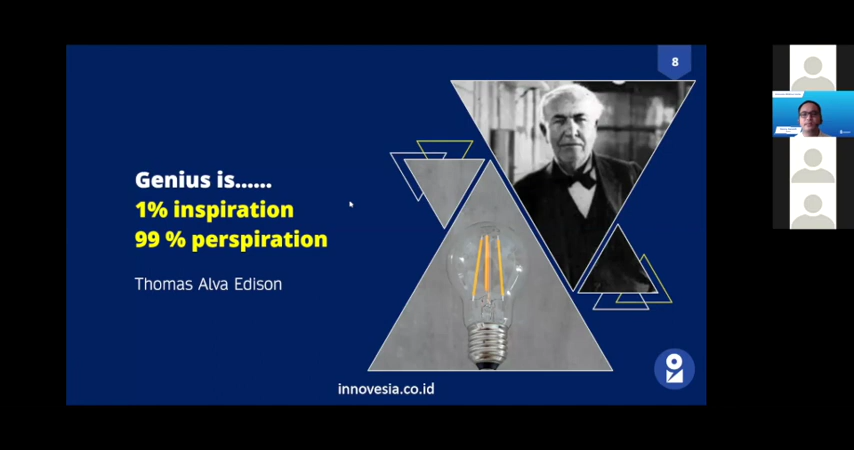 8
Genius is......
1% inspiration
99 % perspiration
Thomas Alva Edison
innovesia.co.id